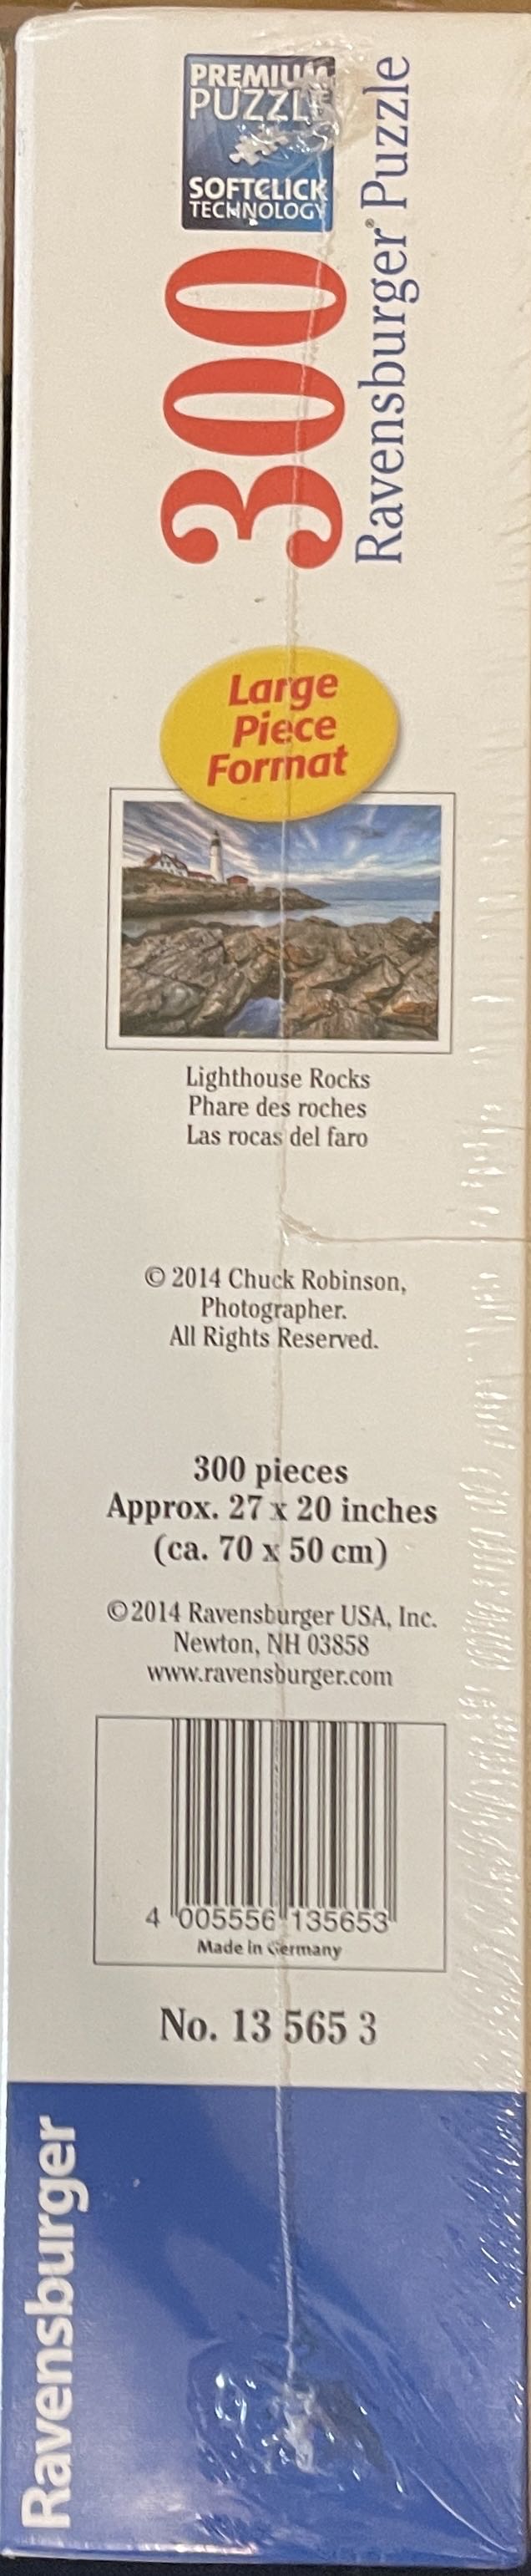 PREMIUM
PUZZLE
SOFTCLICK
TECHNOLOGY
300
Ravensburger® Puzzle
Large
Piece
Format
Lighthouse Rocks
Phare des roches
Las rocas del faro
© 2014 Chuck Robinson,
Photographer.
All Rights Reserved.
300 pieces
Approx. 27 x 20 inches
(ca. 70 x 50 cm)
©2014 Ravensburger USA, Inc.
Newton, NH 03858
www.ravensburger.com
4 005556 135653
Made in Germany
No. 13 565 3
Ravensburger